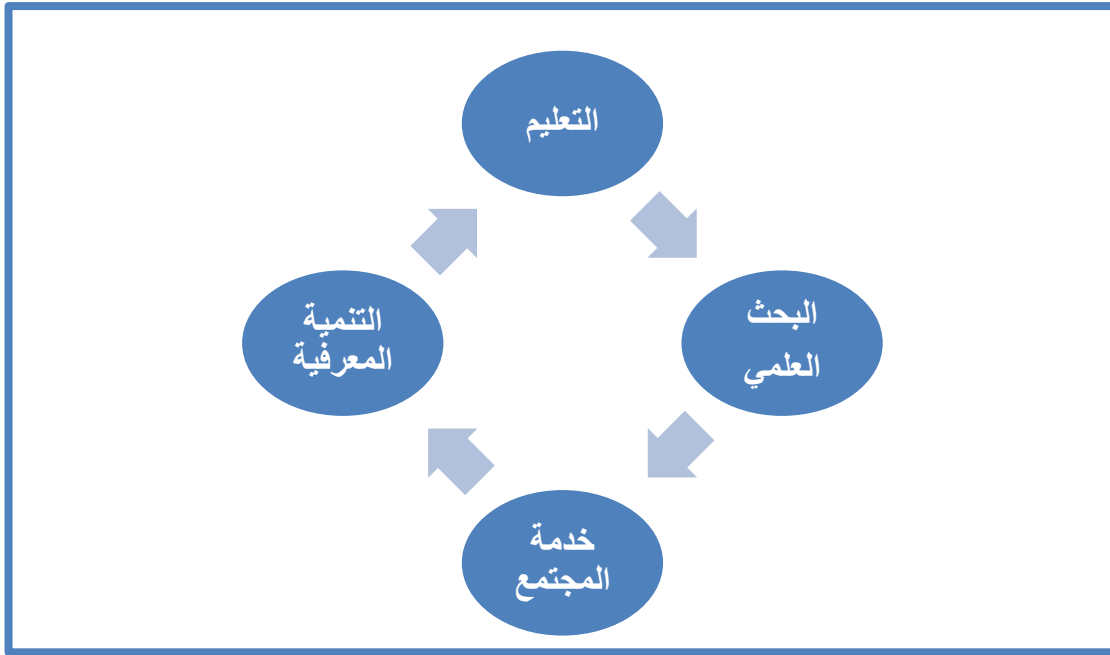 التعليم
البحث
العلمي
خدمة
المجتمع
التنمية
المعرفية